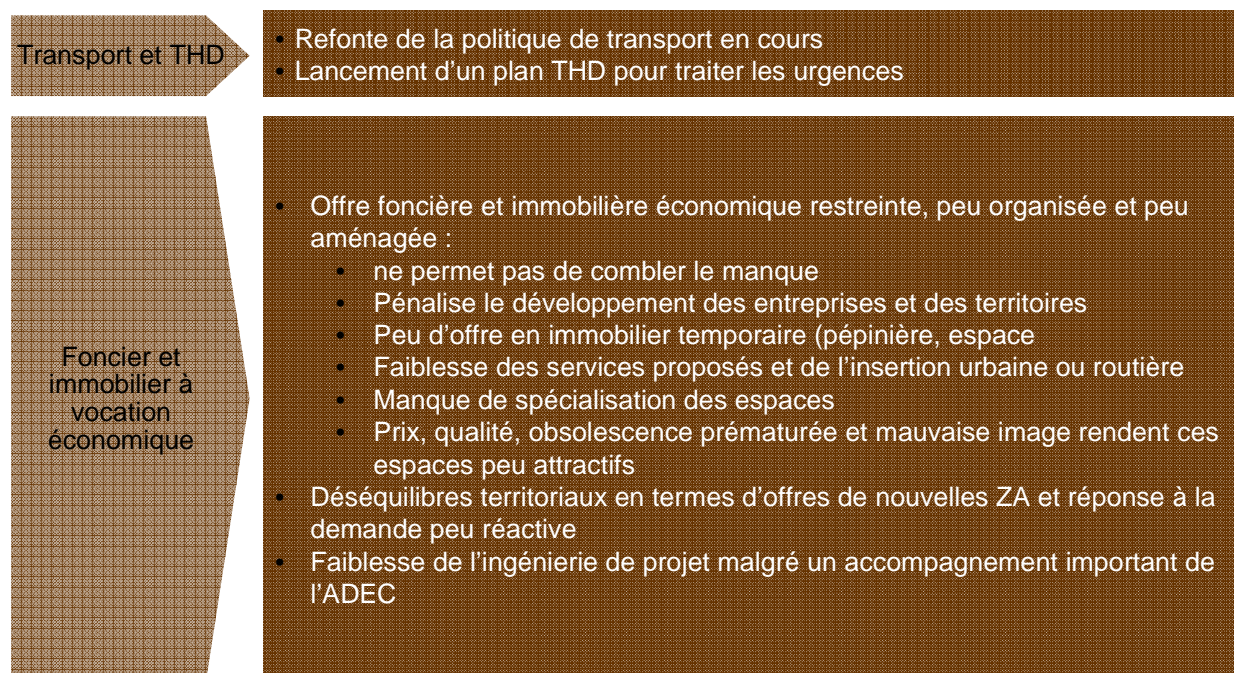 Transport et THD
• Refonte de la politique de transport en cours
• Lancement d’un plan THD pour traiter les urgences
Foncier et
immobilier à
vocation
économique
• Offre foncière et immobilière économique restreinte, peu organisée et peu
aménagée :
• ne permet pas de combler le manque
• Pénalise le développement des entreprises et des territoires
• Peu d’offre en immobilier temporaire (pépinière, espace
• Faiblesse des services proposés et de l’insertion urbaine ou routière
• Manque de spécialisation des espaces
• Prix, qualité, obsolescence prématurée et mauvaise image rendent ces
espaces peu attractifs
• Déséquilibres territoriaux en termes d’offres de nouvelles ZA et réponse à la
demande peu réactive
• Faiblesse de l’ingénierie de projet malgré un accompagnement important de
l’ADEC